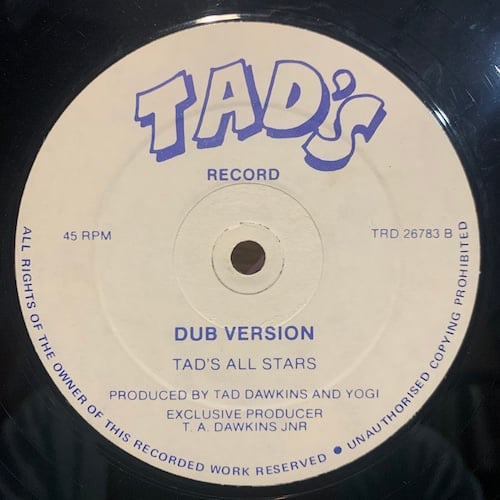 TAD'S
RECORD
45 RPM
TRD 26783 B
DUB VERSION
TAD'S ALL STARS
PRODUCED BY TAD DAWKINS AND YOGI
EXCLUSIVE PRODUCER
T. A. DAWKINS JNR
ALL RIGHTS OF THE OWNER OF THIS RECORDED WORK RESERVED ● UNAUTHORISED COPYING PROHIBITED